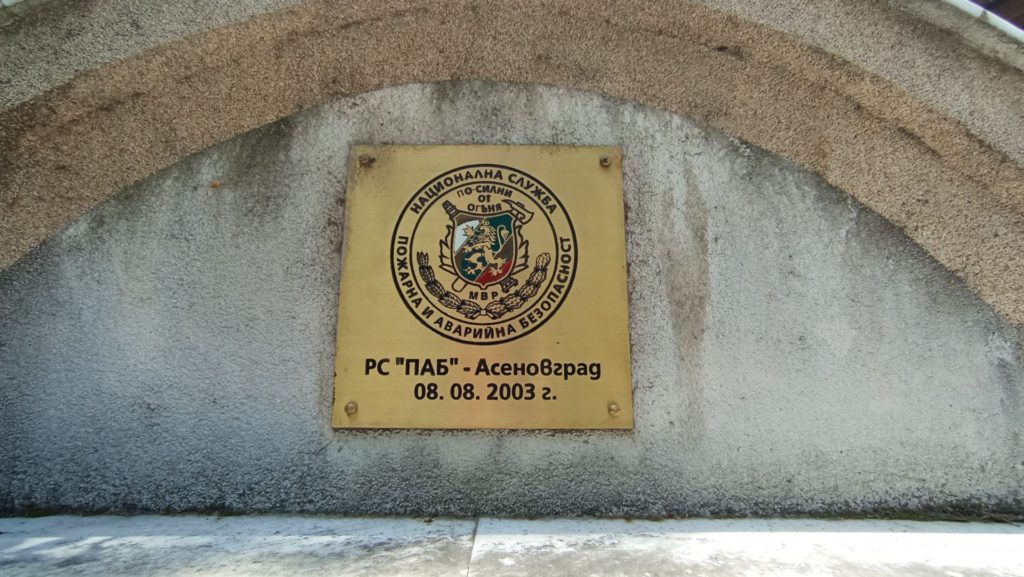 НАЦИОНАЛНА СЛУЖБА
ПОЖАРНА И АВАРИЙНА БЕЗОПАСНОСТ
ПО-СИЛНИ
ОТ
ОГЪНЯ
МВР
РС "ПАБ" - Асеновград
08. 08. 2003 г.